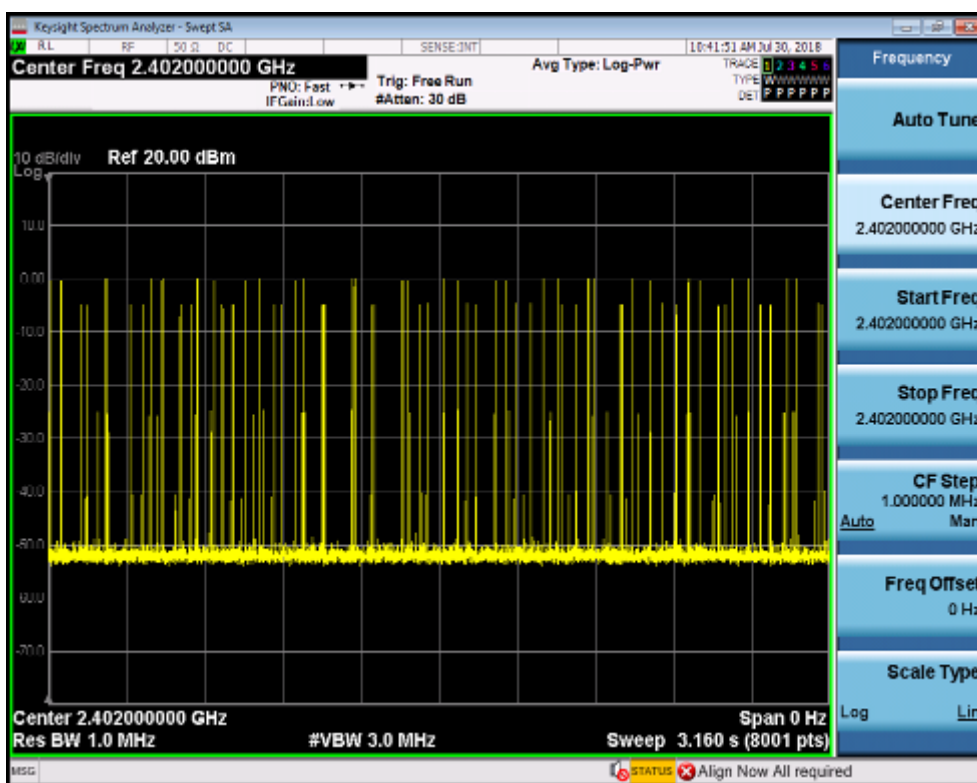 Keysight Spectrum Analyzer - Swept SA
RL RF 50 Ω DC SENSE:INT 10:41:51 AM Jul 30, 2018
Center Freq 2.402000000 GHz
PNO: Fast
IFGain:Low
Trig: Free Run
#Atten: 30 dB
Avg Type: Log-Pwr
TRACE 1 2 3 4 5 6
TYPE WWWWWW
DET P P P P P P
10 dB/div Ref 20.00 dBm
Log
10.0
0.00
-10.0
-20.0
-30.0
-40.0
-50.0
-60.0
-70.0
Center 2.402000000 GHz Span 0 Hz
Res BW 1.0 MHz #VBW 3.0 MHz Sweep 3.160 s (8001 pts)
MSG STATUS Align Now All required
Frequency
Auto Tune
Center Freq
2.402000000 GHz
Start Freq
2.402000000 GHz
Stop Freq
2.402000000 GHz
CF Step
1.000000 MHz
Auto Man
Freq Offset
0 Hz
Scale Type
Log Lin